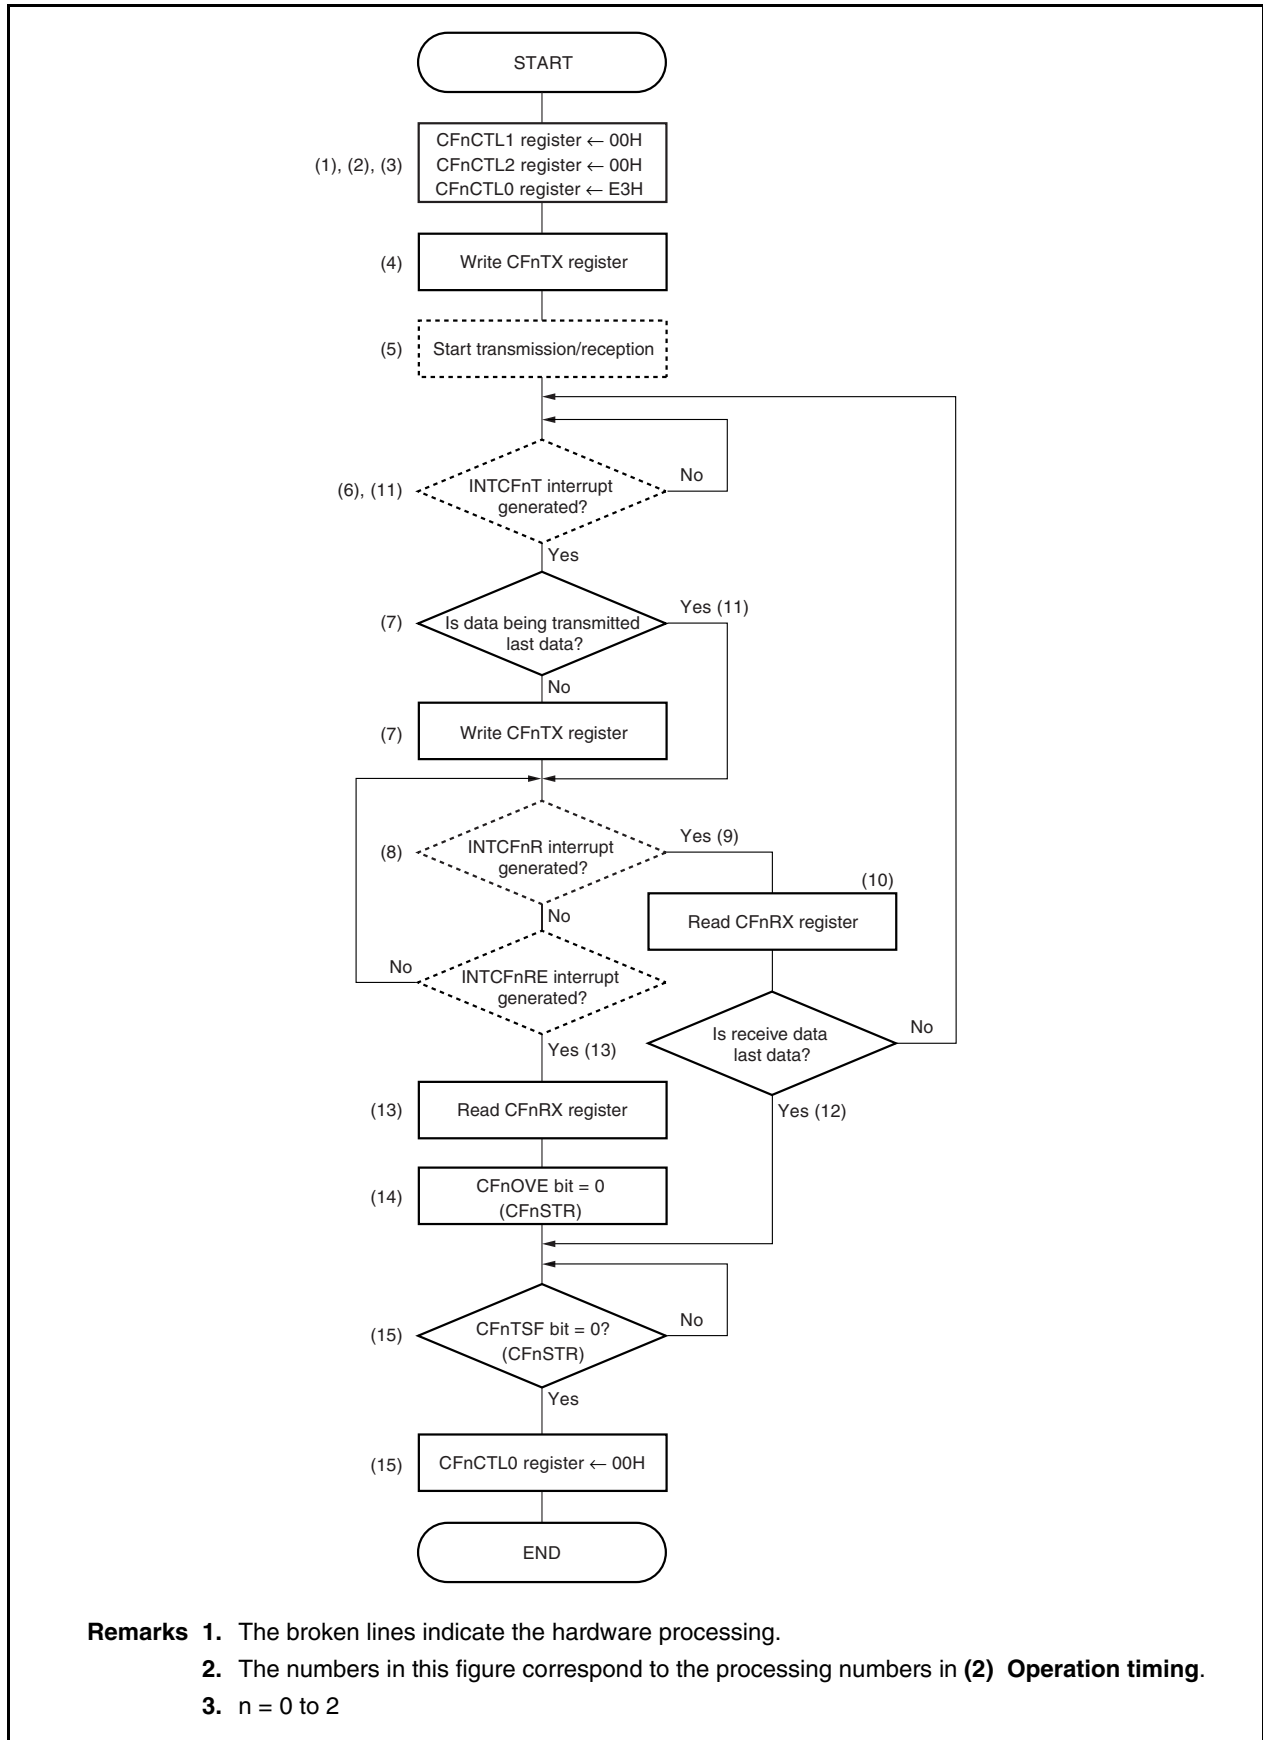 START
(1), (2), (3)
CFnCTL1 register ← 00H
CFnCTL2 register ← 00H
CFnCTL0 register ← E3H
(4)
Write CFnTX register
(5)
Start transmission/reception
(6), (11)
INTCFnT interrupt
generated?
No
Yes
(7)
Is data being transmitted
last data?
Yes (11)
No
(7)
Write CFnTX register
(8)
INTCFnR interrupt
generated?
Yes (9)
No
(10)
Read CFnRX register
No
INTCFnRE interrupt
generated?
Yes (13)
Is receive data
last data?
No
Yes (12)
(13)
Read CFnRX register
(14)
CFnOVE bit = 0
(CFnSTR)
(15)
CFnTSF bit = 0?
(CFnSTR)
No
Yes
(15)
CFnCTL0 register ← 00H
END
Remarks 1. The broken lines indicate the hardware processing.
2. The numbers in this figure correspond to the processing numbers in (2) Operation timing.
3. n = 0 to 2